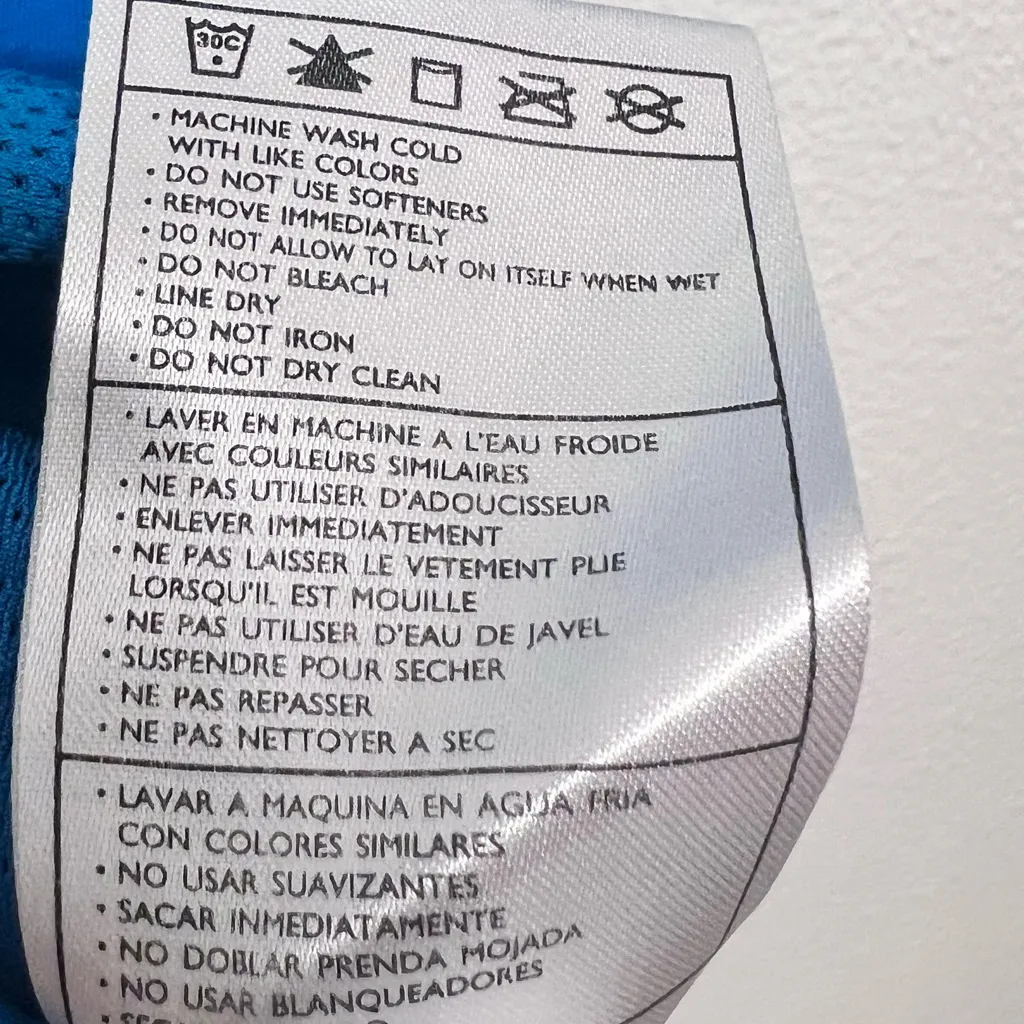 30C
• MACHINE WASH COLD
WITH LIKE COLORS
• DO NOT USE SOFTENERS
• REMOVE IMMEDIATELY
• DO NOT ALLOW TO LAY ON ITSELF WHEN WET
• DO NOT BLEACH
• LINE DRY
• DO NOT IRON
• DO NOT DRY CLEAN
• LAVER EN MACHINE A L'EAU FROIDE
AVEC COULEURS SIMILAIRES
• NE PAS UTILISER D'ADOUCISSEUR
• ENLEVER IMMEDIATEMENT
• NE PAS LAISSER LE VETEMENT PLIE
LORSQU'IL EST MOUILLE
• NE PAS UTILISER D'EAU DE JAVEL
• SUSPENDRE POUR SECHER
• NE PAS REPASSER
• NE PAS NETTOYER A SEC
• LAVAR A MAQUINA EN AGUA FRIA
CON COLORES SIMILARES
• NO USAR SUAVIZANTES
• SACAR INMEDIATAMENTE
• NO DOBLAR PRENDA MOJADA
• NO USAR BLANQUEADORES